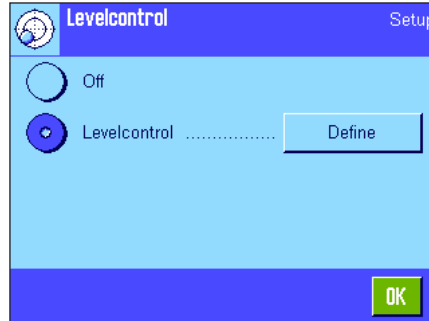 Levelcontrol Setup
Off
Levelcontrol ................. Define
OK